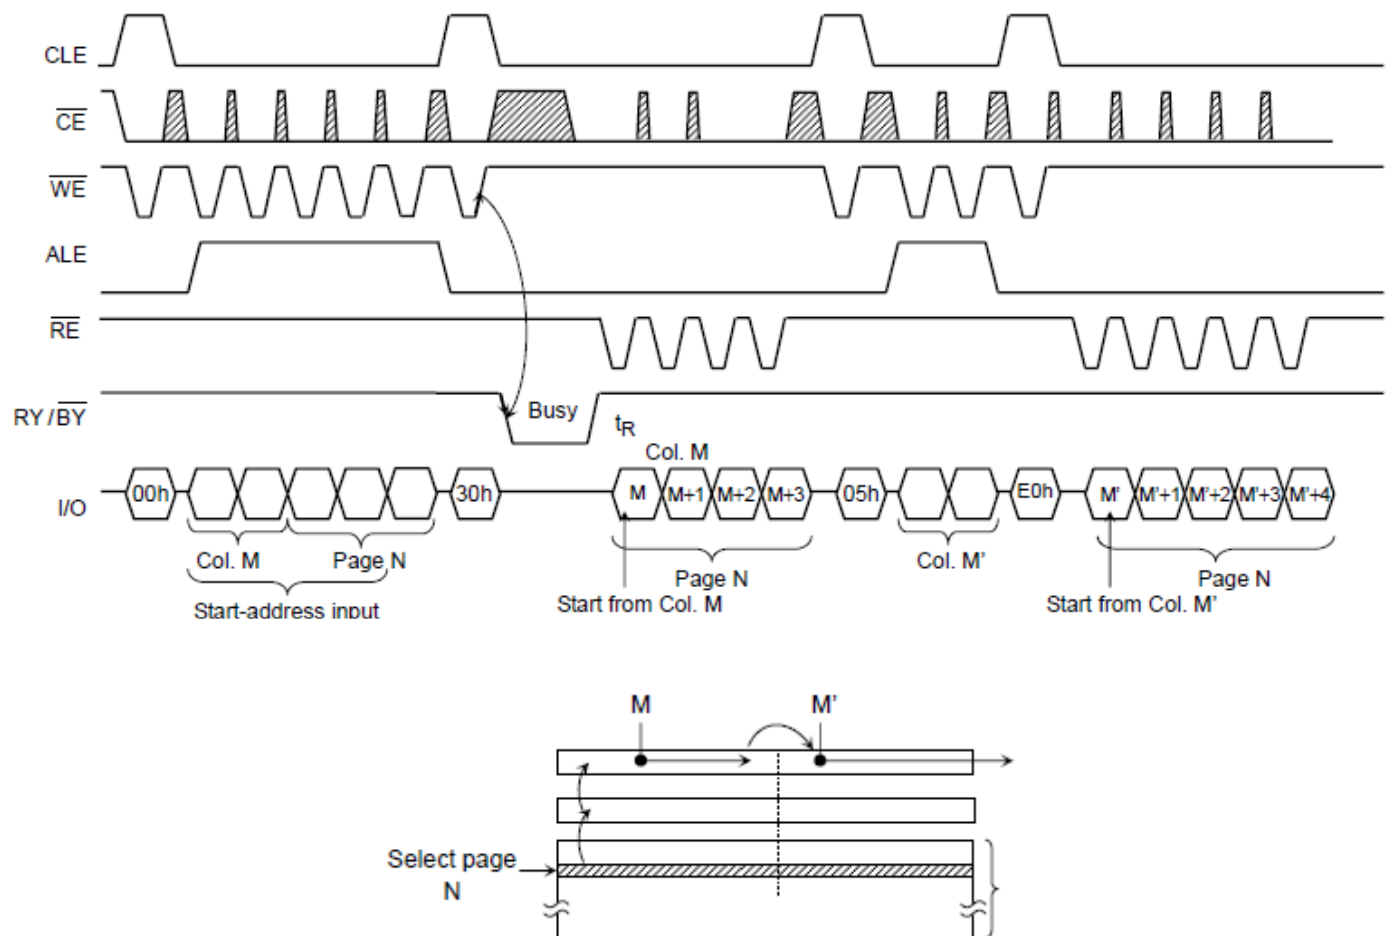 CLE
CE
WE
ALE
RE
RY/BY
Busy
tR
Col. M
I/O
00h
30h
M
M+1
M+2
M+3
05h
E0h
M'
M'+1
M'+2
M'+3
M'+4
Col. M
Page N
Start-address input
Page N
Start from Col. M
Col. M'
Page N
Start from Col. M'
M
M'
Select page
N